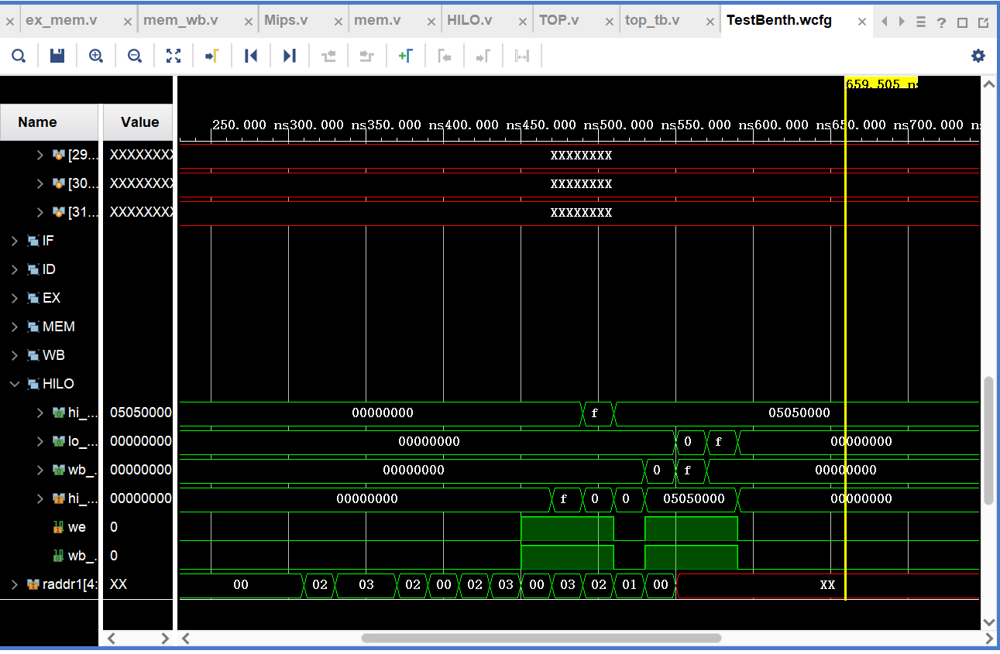 ex_mem.v mem_wb.v Mips.v mem.v HILO.v TOP.v top_tb.v TestBenth.wcfg
659.505 ns
Name Value
250.000 ns 300.000 ns 350.000 ns 400.000 ns 450.000 ns 500.000 ns 550.000 ns 600.000 ns 650.000 ns 700.000 n
[29... XXXXXXXX XXXXXXXX
[30... XXXXXXXX XXXXXXXX
[31... XXXXXXXX XXXXXXXX
IF
ID
EX
MEM
WB
HILO
hi_... 05050000 00000000 f 05050000
lo_... 00000000 00000000 0 f 00000000
wb_. 00000000 00000000 0 f 00000000
hi_... 00000000 00000000 f 0 0 05050000 00000000
we 0
wb_. 0
raddr1[4: XX 00 02 03 02 00 02 03 00 03 02 01 00 XX